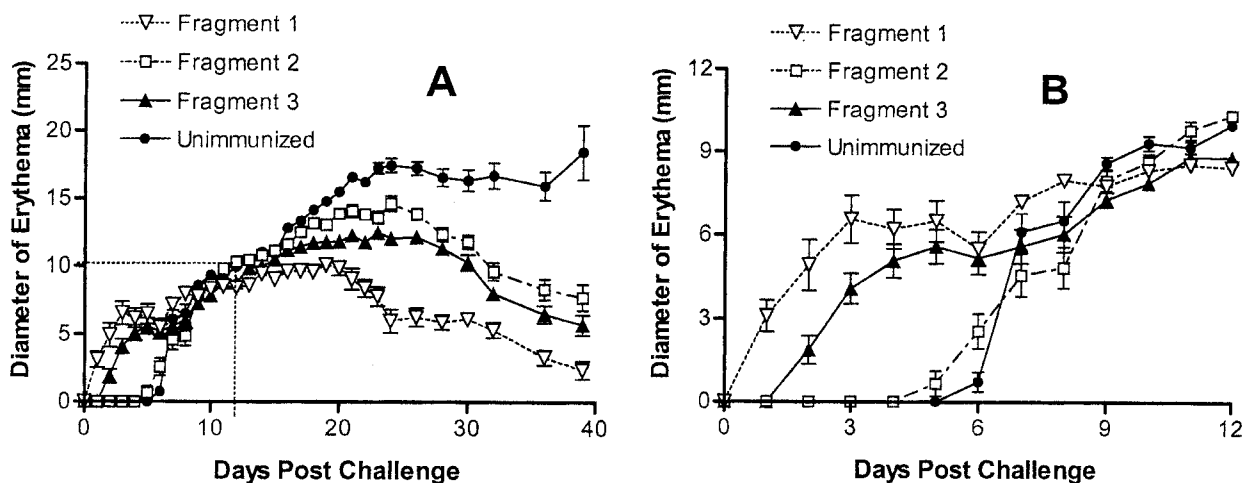 Fragment 1
Fragment 2
Fragment 3
Unimmunized
A
Diameter of Erythema (mm)
25
20
15
10
5
0
0 10 20 30 40
Days Post Challenge
Fragment 1
Fragment 2
Fragment 3
Unimmunized
B
Diameter of Erythema (mm)
12
9
6
3
0
0 3 6 9 12
Days Post Challenge